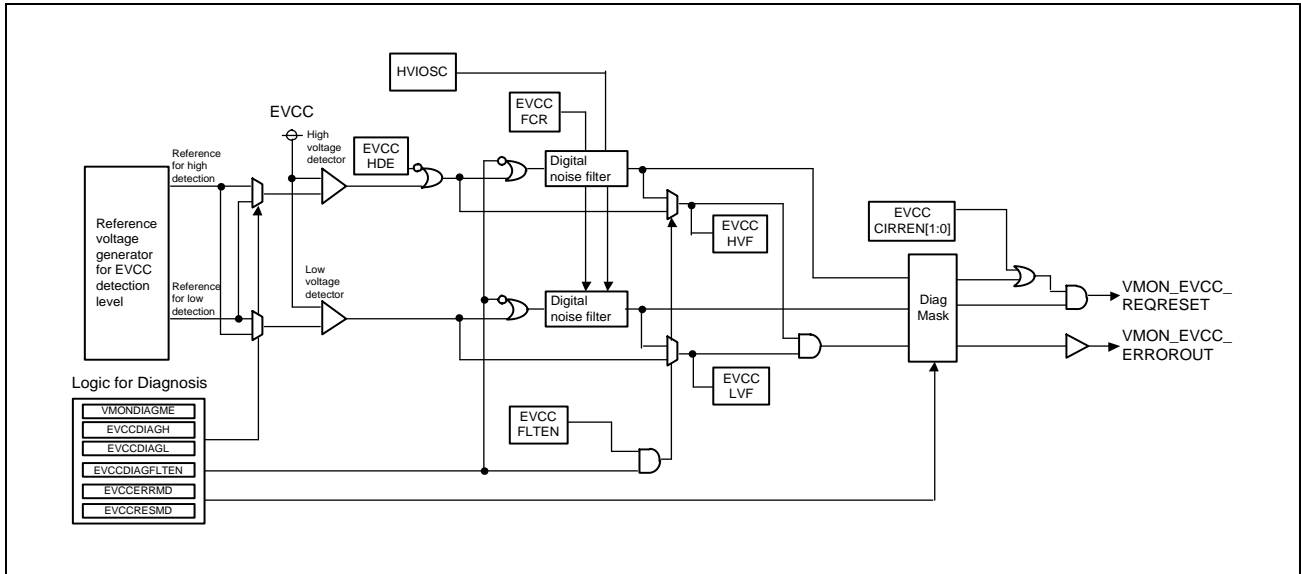 HVIOSC
EVCC
FCR
EVCC
High
voltage
detector
EVCC
HDE
Reference
for high
detection
Digital
noise filter
Reference
voltage
generator
for EVCC
detection
level
EVCC
HVF
EVCC
CIRREN[1:0]
Low
voltage
detector
Reference
for low
detection
Digital
noise filter
Diag
Mask
VMON_EVCC_
REQRESET
VMON_EVCC_
ERROROUT
EVCC
LVF
Logic for Diagnosis
VMONDIAGME
EVCCDIAGH
EVCCDIAGL
EVCCDIAGFLTEN
EVCCERRMD
EVCCRESMD
EVCC
FLTEN